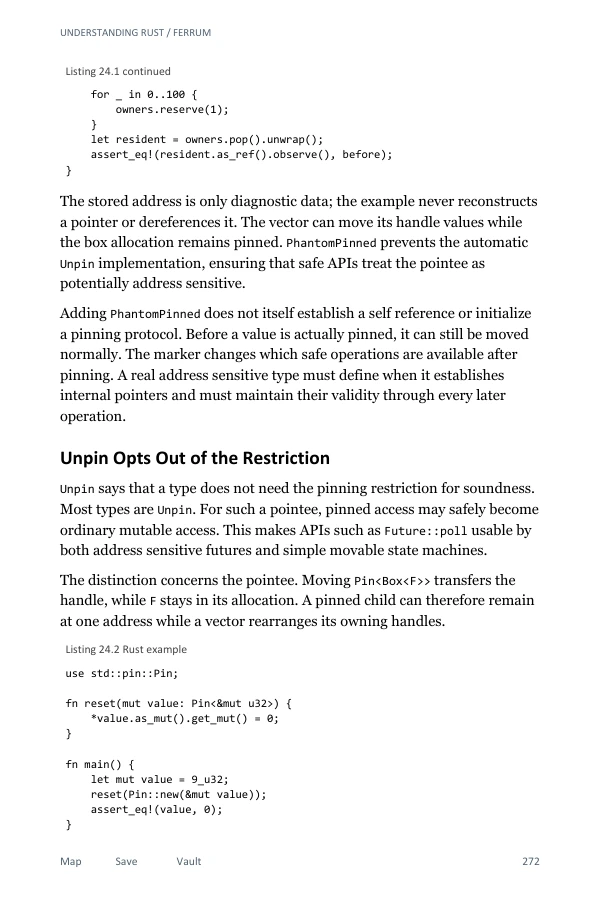 UNDERSTANDING RUST / FERRUM
Listing 24.1 continued
    for _ in 0..100 {
        owners.reserve(1);
    }
    let resident = owners.pop().unwrap();
    assert_eq!(resident.as_ref().observe(), before);
}
The stored address is only diagnostic data; the example never reconstructs
a pointer or dereferences it. The vector can move its handle values while
the box allocation remains pinned. PhantomPinned prevents the automatic
Unpin implementation, ensuring that safe APIs treat the pointee as
potentially address sensitive.
Adding PhantomPinned does not itself establish a self reference or initialize
a pinning protocol. Before a value is actually pinned, it can still be moved
normally. The marker changes which safe operations are available after
pinning. A real address sensitive type must define when it establishes
internal pointers and must maintain their validity through every later
operation.
Unpin Opts Out of the Restriction
Unpin says that a type does not need the pinning restriction for soundness.
Most types are Unpin. For such a pointee, pinned access may safely become
ordinary mutable access. This makes APIs such as Future::poll usable by
both address sensitive futures and simple movable state machines.
The distinction concerns the pointee. Moving Pin<Box<F>> transfers the
handle, while F stays in its allocation. A pinned child can therefore remain
at one address while a vector rearranges its owning handles.
Listing 24.2 Rust example
use std::pin::Pin;
fn reset(mut value: Pin<&mut u32>) {
    *value.as_mut().get_mut() = 0;
}
fn main() {
    let mut value = 9_u32;
    reset(Pin::new(&mut value));
    assert_eq!(value, 0);
}
Map Save Vault 272